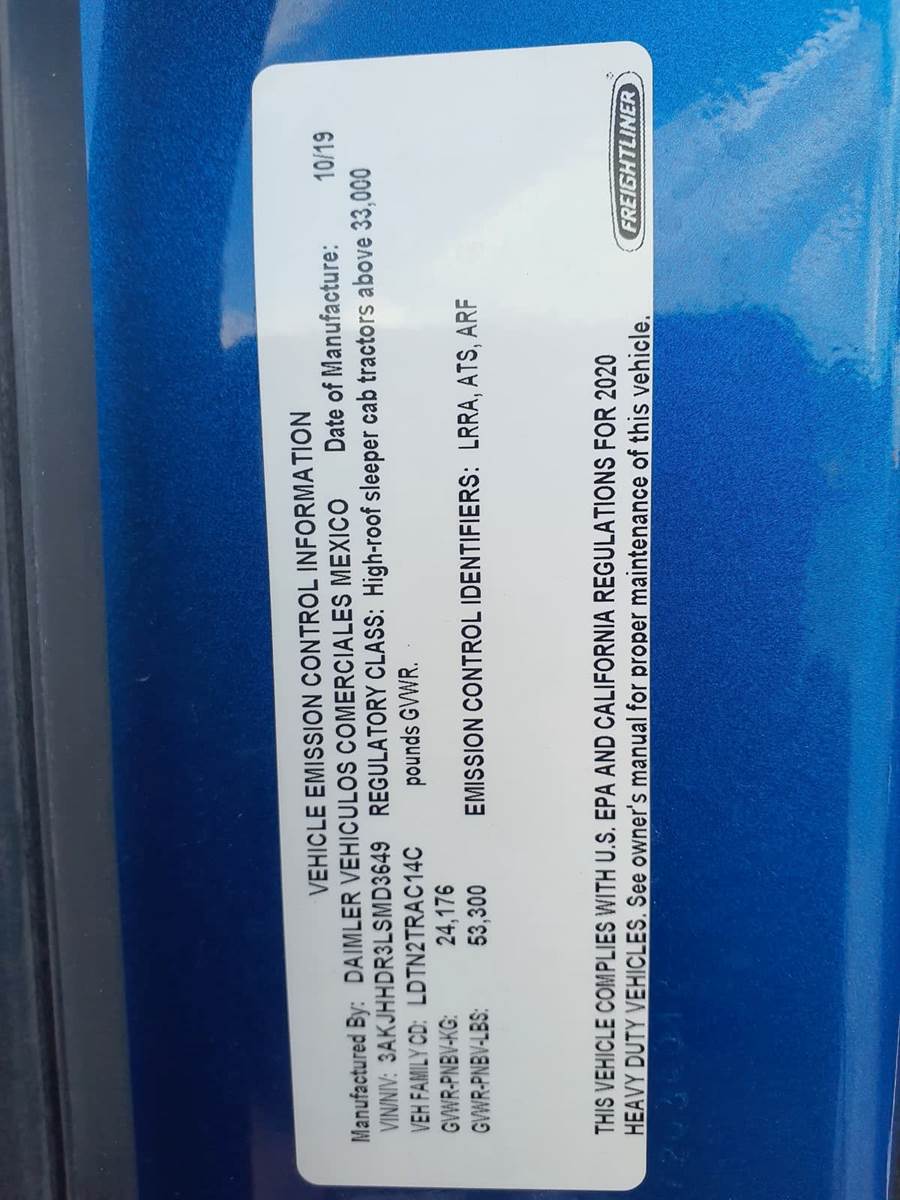 VEHICLE EMISSION CONTROL INFORMATION
Manufactured By: DAIMLER VEHICULOS COMERCIALES MEXICO Date of Manufacture: 10/19
VIN/NIV: 3AKJHHDR3LSMD3649 REGULATORY CLASS: High-roof sleeper cab tractors above 33,000
VEH FAMILY CD: LDTN2TRAC14C pounds GVWR.
GVWR-PNBV-KG: 24,176
GVWR-PNBV-LBS: 53,300 EMISSION CONTROL IDENTIFIERS: LRRA, ATS, ARF
THIS VEHICLE COMPLIES WITH U.S. EPA AND CALIFORNIA REGULATIONS FOR 2020
HEAVY DUTY VEHICLES. See owner's manual for proper maintenance of this vehicle.
FREIGHTLINER